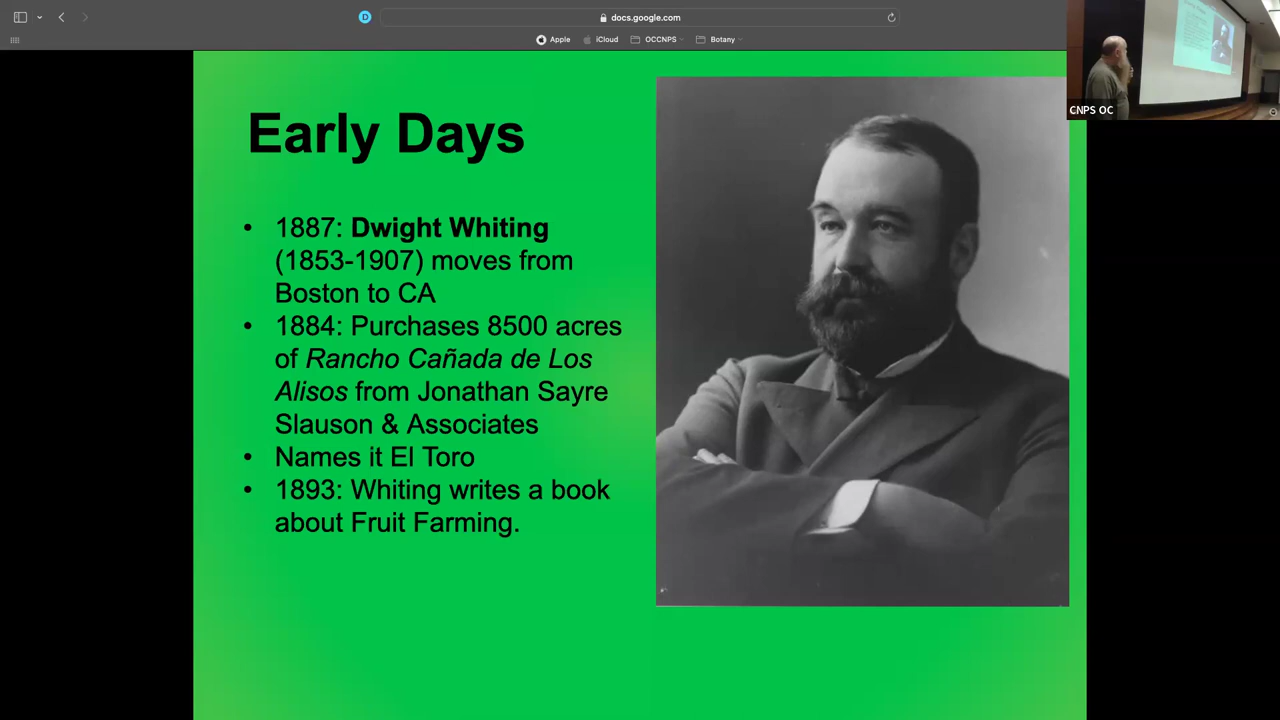 docs.google.com
Apple
iCloud
OCCNPS
Botany
CNPS OC
Early Days
• 1887: Dwight Whiting
(1853-1907) moves from
Boston to CA
• 1884: Purchases 8500 acres
of Rancho Cañada de Los
Alisos from Jonathan Sayre
Slauson & Associates
• Names it El Toro
• 1893: Whiting writes a book
about Fruit Farming.